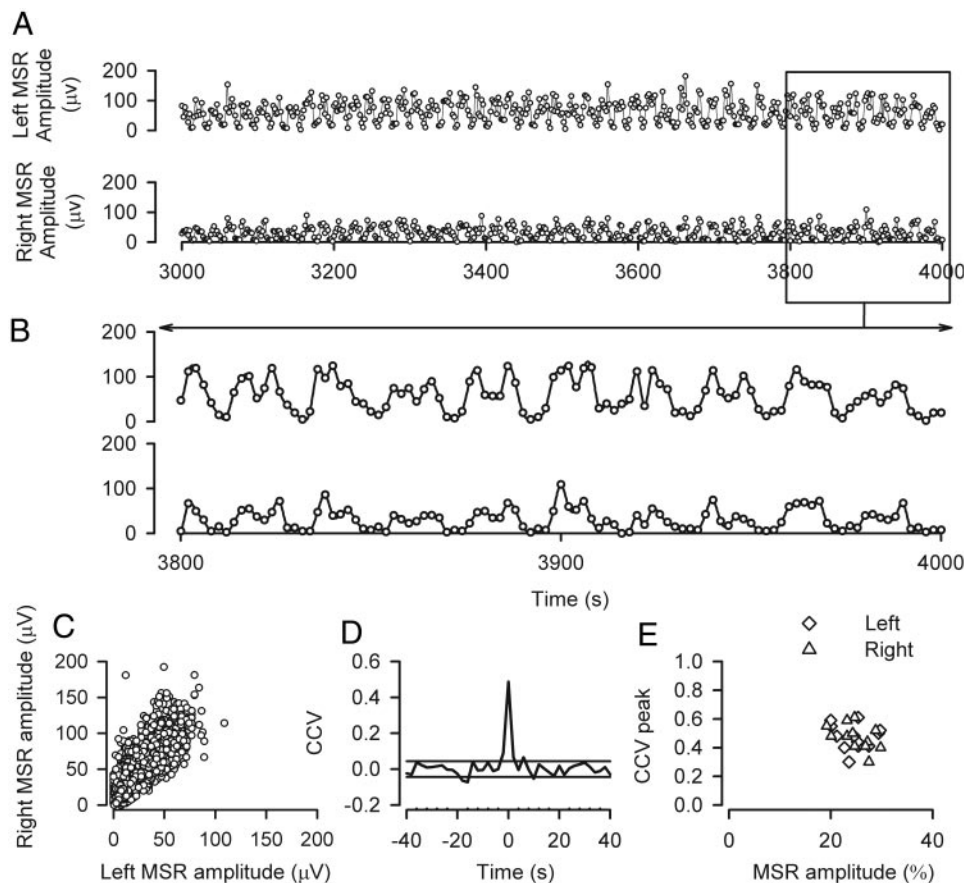 A
Left MSR
Amplitude
(μv)
200
100
0
Right MSR
Amplitude
(μv)
200
100
0
3000
3200
3400
3600
3800
4000
B
200
100
0
200
100
0
3800
3900
4000
Time (s)
C
Right MSR amplitude (μV)
200
150
100
50
0
0
50
100
150
200
Left MSR amplitude (μV)
D
CCV
0.6
0.4
0.2
0.0
-0.2
-40
-20
0
20
40
Time (s)
E
Left
Right
CCV peak
1.0
0.8
0.6
0.4
0.2
0.0
0
20
40
MSR amplitude (%)